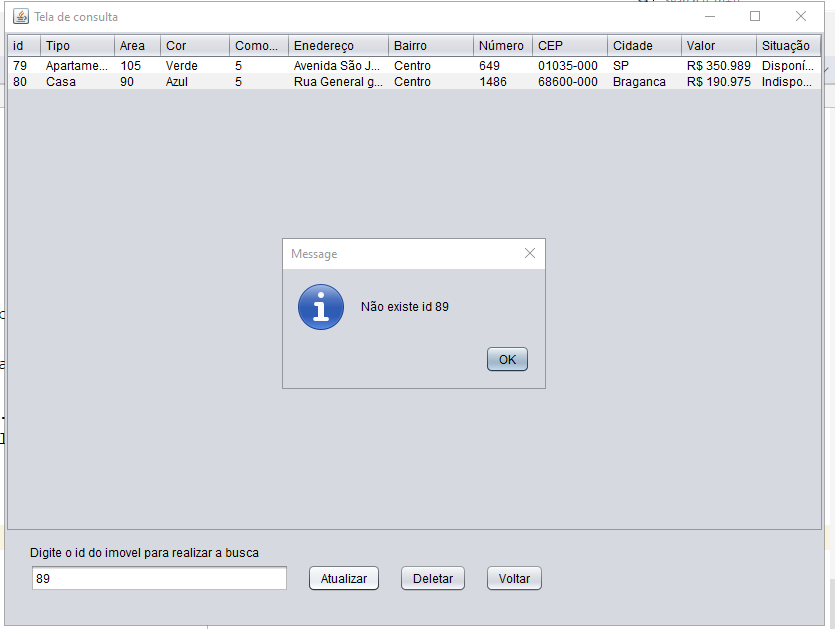 Tela de consulta
id Tipo Area Cor Como... Enedereço Bairro Número CEP Cidade Valor Situação
79 Apartame... 105 Verde 5 Avenida São J... Centro 649 01035-000 SP R$ 350.989 Disponí...
80 Casa 90 Azul 5 Rua General g... Centro 1486 68600-000 Braganca R$ 190.975 Indispo...
Message
Não existe id 89
OK
Digite o id do imovel para realizar a busca
89 Atualizar Deletar Voltar